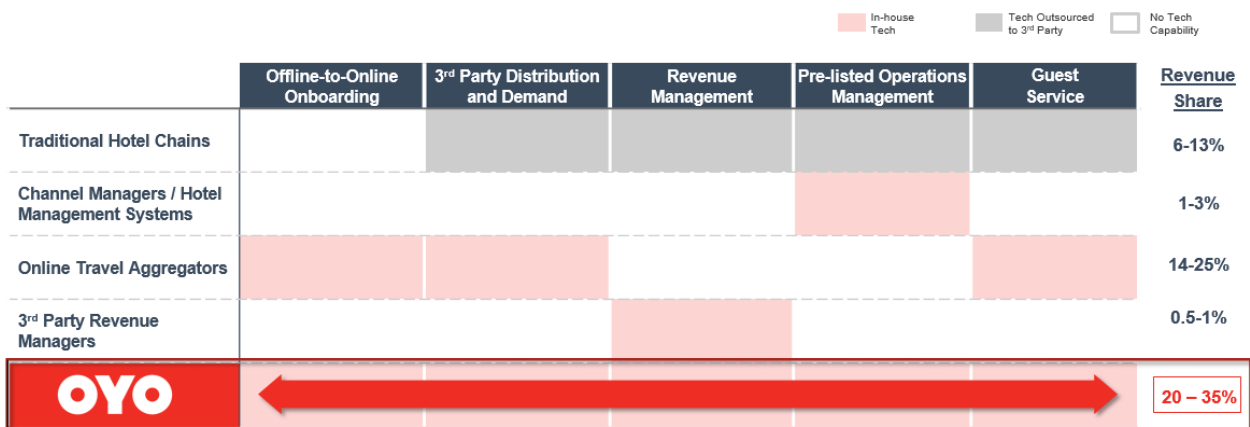 In-house
Tech
Tech Outsourced
to 3rd Party
No Tech
Capability
Offline-to-Online
Onboarding
3rd Party Distribution
and Demand
Revenue
Management
Pre-listed Operations
Management
Guest
Service
Revenue
Share
Traditional Hotel Chains
6-13%
Channel Managers / Hotel
Management Systems
1-3%
Online Travel Aggregators
14-25%
3rd Party Revenue
Managers
0.5-1%
OYO
20 – 35%